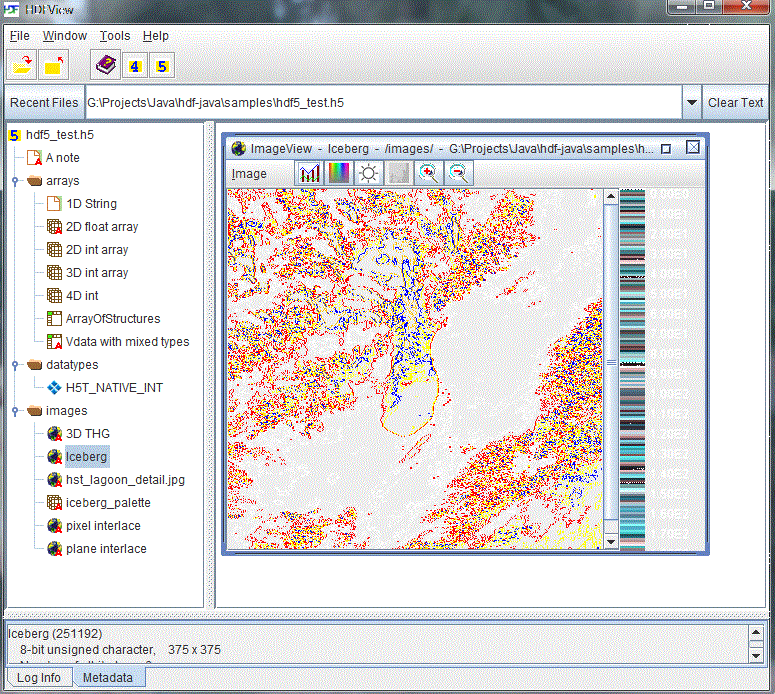 HDFView
File Window Tools Help
4 5
Recent Files G:\Projects\Java\hdf-java\samples\hdf5_test.h5 Clear Text
5 hdf5_test.h5
A note
arrays
1D String
2D float array
2D int array
3D int array
4D int
ArrayOfStructures
Vdata with mixed types
datatypes
H5T_NATIVE_INT
images
3D THG
Iceberg
hst_lagoon_detail.jpg
iceberg_palette
pixel interlace
plane interlace
ImageView - Iceberg - /images/ - G:\Projects\Java\hdf-java\samples\h...
Image
Iceberg (251192)
8-bit unsigned character, 375 x 375
Log Info Metadata